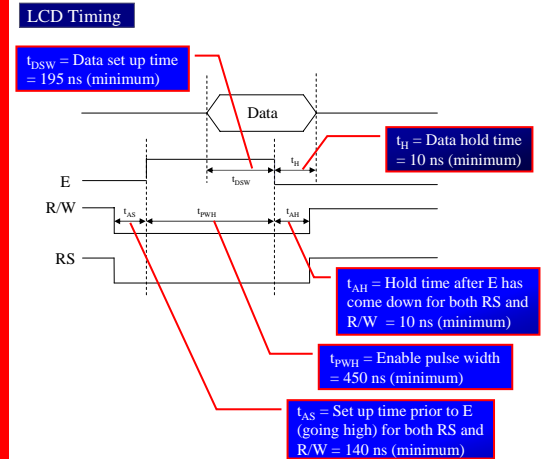 LCD Timing
tDSW = Data set up time
= 195 ns (minimum)
Data
tH = Data hold time
= 10 ns (minimum)
tH
tDSW
E
R/W
tAS
tPWH
tAH
RS
tAH = Hold time after E has
come down for both RS and
R/W = 10 ns (minimum)
tPWH = Enable pulse width
= 450 ns (minimum)
tAS = Set up time prior to E
(going high) for both RS and
R/W = 140 ns (minimum)